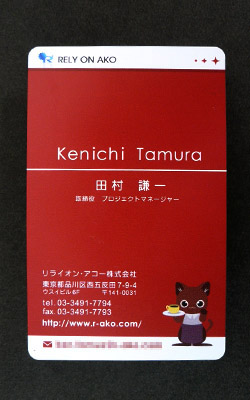 RELY ON AKO
Kenichi Tamura
田村 謙一
取締役 プロジェクトマネージャー
リライオン・アコー株式会社
東京都品川区西五反田7-9-4
ウスイビル6F 〒141-0031
tel. 03-3491-7794
fax. 03-3491-7793
http://www.r-ako.com/